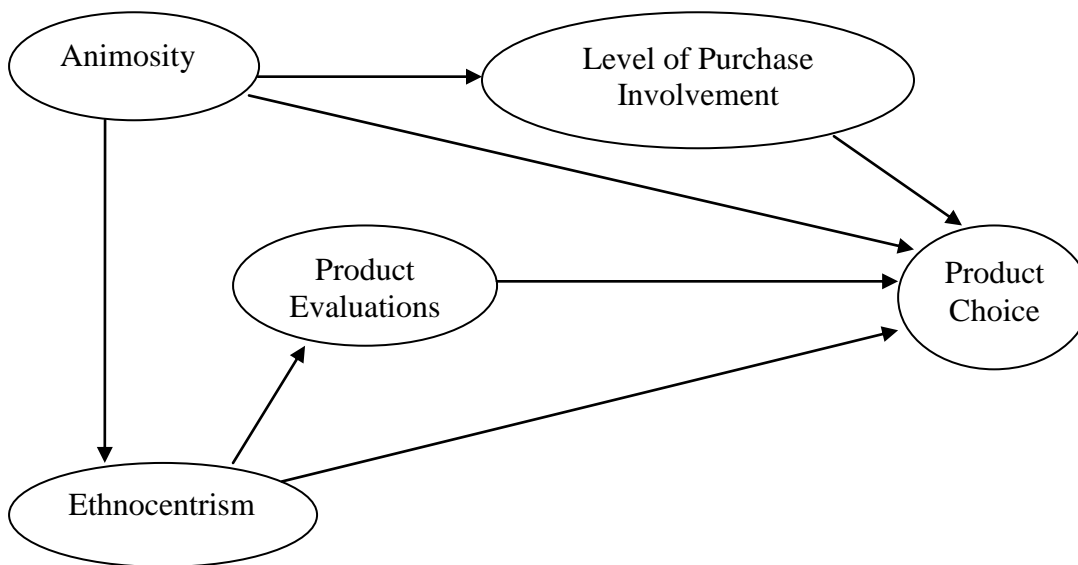 Animosity
Level of Purchase
Involvement
Product
Evaluations
Product
Choice
Ethnocentrism